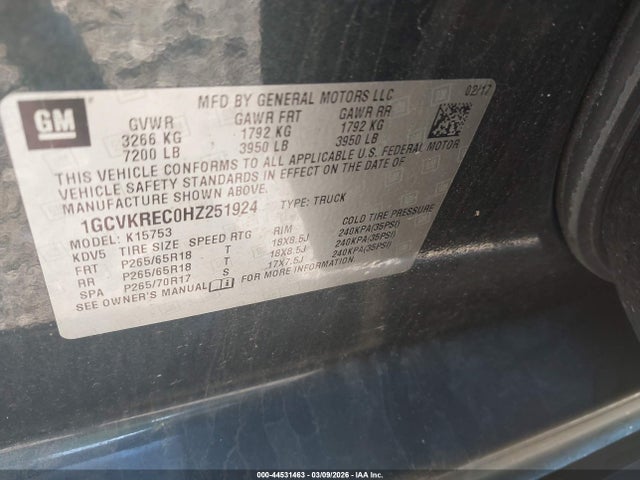 GM
MFD BY GENERAL MOTORS LLC
02/17
GVWR GAWR FRT GAWR RR
3266 KG 1792 KG 1792 KG
7200 LB 3950 LB 3950 LB
THIS VEHICLE CONFORMS TO ALL APPLICABLE U.S. FEDERAL MOTOR
VEHICLE SAFETY STANDARDS IN EFFECT ON THE DATE OF
MANUFACTURE SHOWN ABOVE.
1GCVKREC0HZ251924 TYPE: TRUCK
MODEL: K15753
KDV5 TIRE SIZE SPEED RTG RIM COLD TIRE PRESSURE
FRT P265/65R18 T 18X8.5J 240KPA(35PSI)
RR P265/65R18 T 18X8.5J 240KPA(35PSI)
SPA P265/70R17 S 17X7.5J 240KPA(35PSI)
SEE OWNER'S MANUAL FOR MORE INFORMATION.
000-44531463 - 03/09/2026 - IAA Inc.